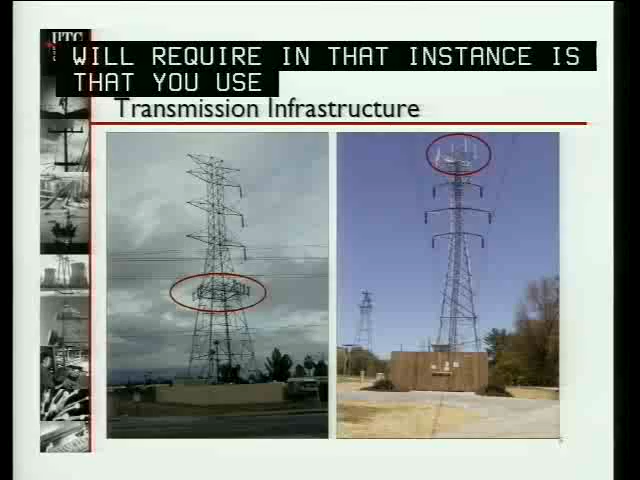 UTC
WILL REQUIRE IN THAT INSTANCE IS
THAT YOU USE
Transmission Infrastructure